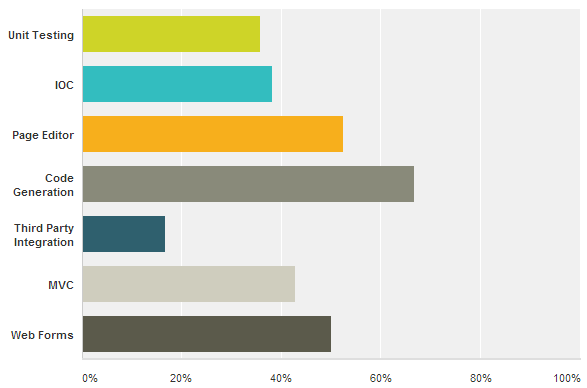 Unit Testing
IOC
Page Editor
Code
Generation
Third Party
Integration
MVC
Web Forms
0% 20% 40% 60% 80% 100%